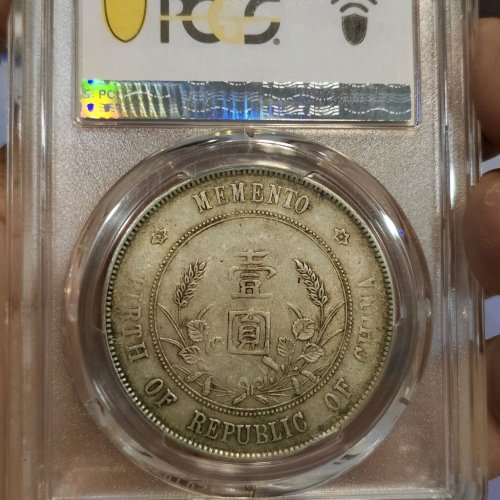 PCGS
MEMENTO
壹
圓
BIRTH OF REPUBLIC OF CHINA